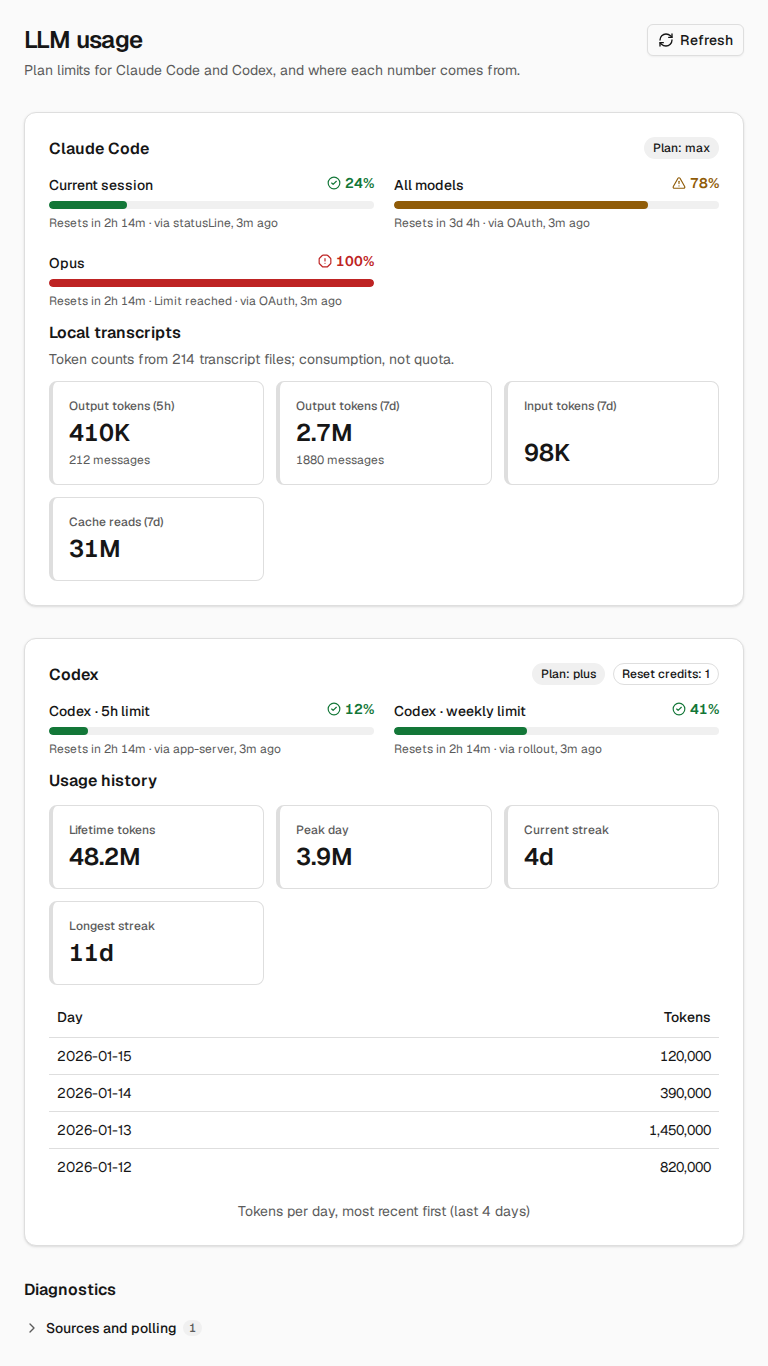 LLM usage
Refresh
Plan limits for Claude Code and Codex, and where each number comes from.
Claude Code
Plan: max
Current session
24%
Resets in 2h 14m · via statusLine, 3m ago
All models
78%
Resets in 3d 4h · via OAuth, 3m ago
Opus
100%
Resets in 2h 14m · Limit reached · via OAuth, 3m ago
Local transcripts
Token counts from 214 transcript files; consumption, not quota.
Output tokens (5h)
410K
212 messages
Output tokens (7d)
2.7M
1880 messages
Input tokens (7d)
98K
Cache reads (7d)
31M
Codex
Plan: plus
Reset credits: 1
Codex · 5h limit
12%
Resets in 2h 14m · via app-server, 3m ago
Codex · weekly limit
41%
Resets in 2h 14m · via rollout, 3m ago
Usage history
Lifetime tokens
48.2M
Peak day
3.9M
Current streak
4d
Longest streak
11d
Day Tokens
2026-01-15 120,000
2026-01-14 390,000
2026-01-13 1,450,000
2026-01-12 820,000
Tokens per day, most recent first (last 4 days)
Diagnostics
Sources and polling 1